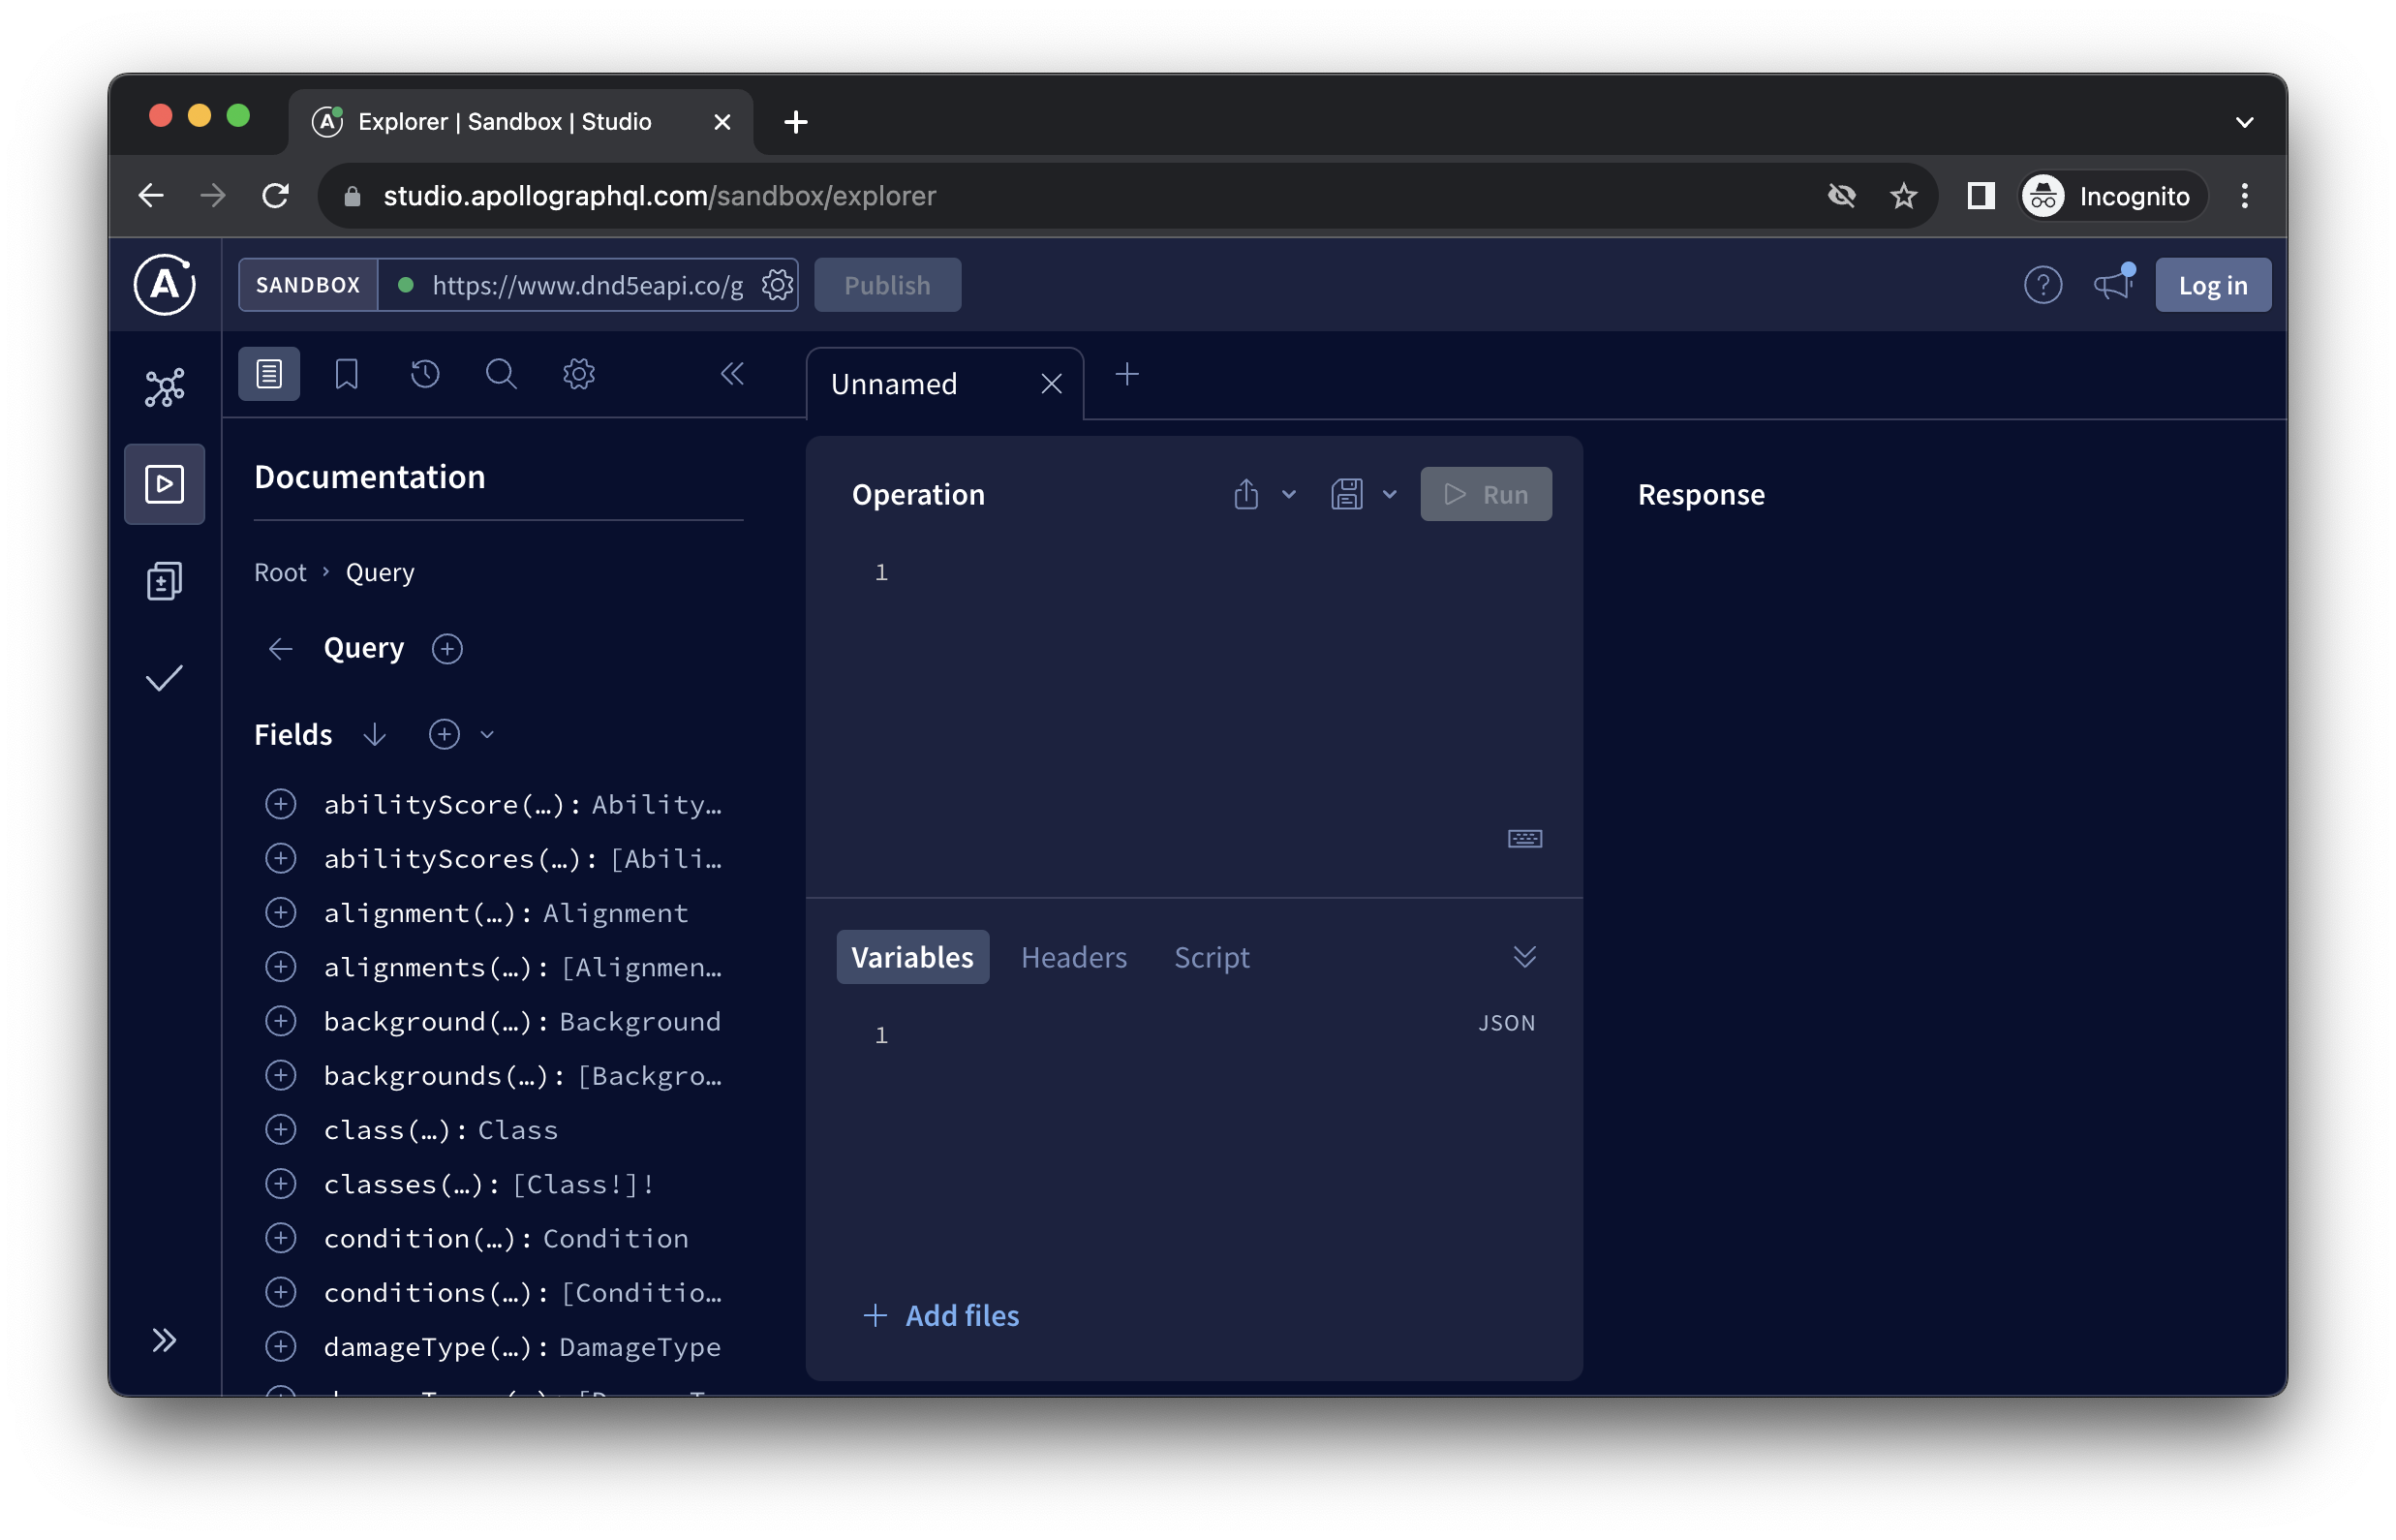 Explorer | Sandbox | Studio
studio.apollographql.com/sandbox/explorer
Incognito
SANDBOX
https://www.dnd5eapi.co/g
Publish
Log in
Unnamed
Documentation
Root › Query
Query
Fields
abilityScore(…): Ability…
abilityScores(…): [Abili…
alignment(…): Alignment
alignments(…): [Alignmen…
background(…): Background
backgrounds(…): [Backgro…
class(…): Class
classes(…): [Class!]!
condition(…): Condition
conditions(…): [Conditio…
damageType(…): DamageType
Operation
Run
1
Variables
Headers
Script
JSON
1
Add files
Response